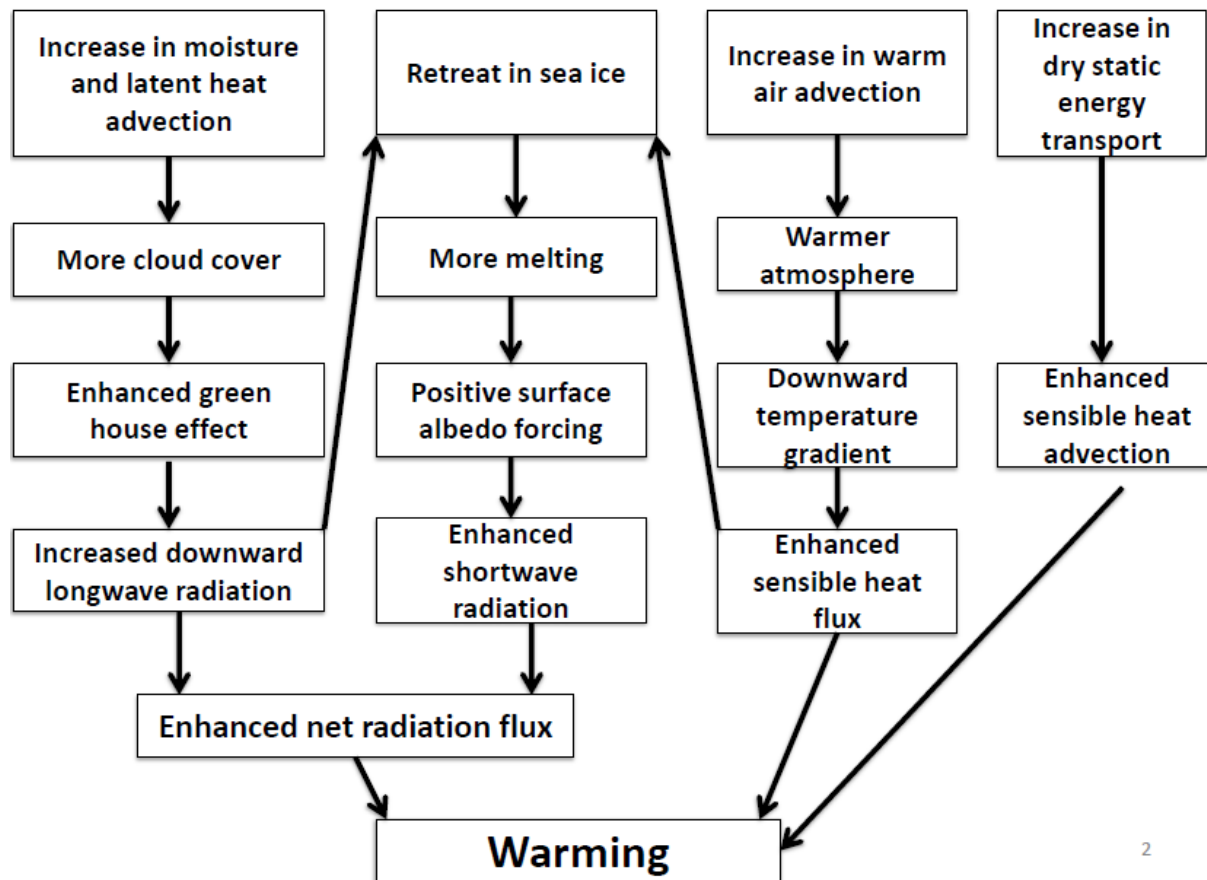 Increase in moisture
and latent heat
advection
Retreat in sea ice
Increase in warm
air advection
Increase in
dry static
energy
transport
More cloud cover
More melting
Warmer
atmosphere
Enhanced green
house effect
Positive surface
albedo forcing
Downward
temperature
gradient
Enhanced
sensible heat
advection
Increased downward
longwave radiation
Enhanced
shortwave
radiation
Enhanced
sensible heat
flux
Enhanced net radiation flux
Warming
2